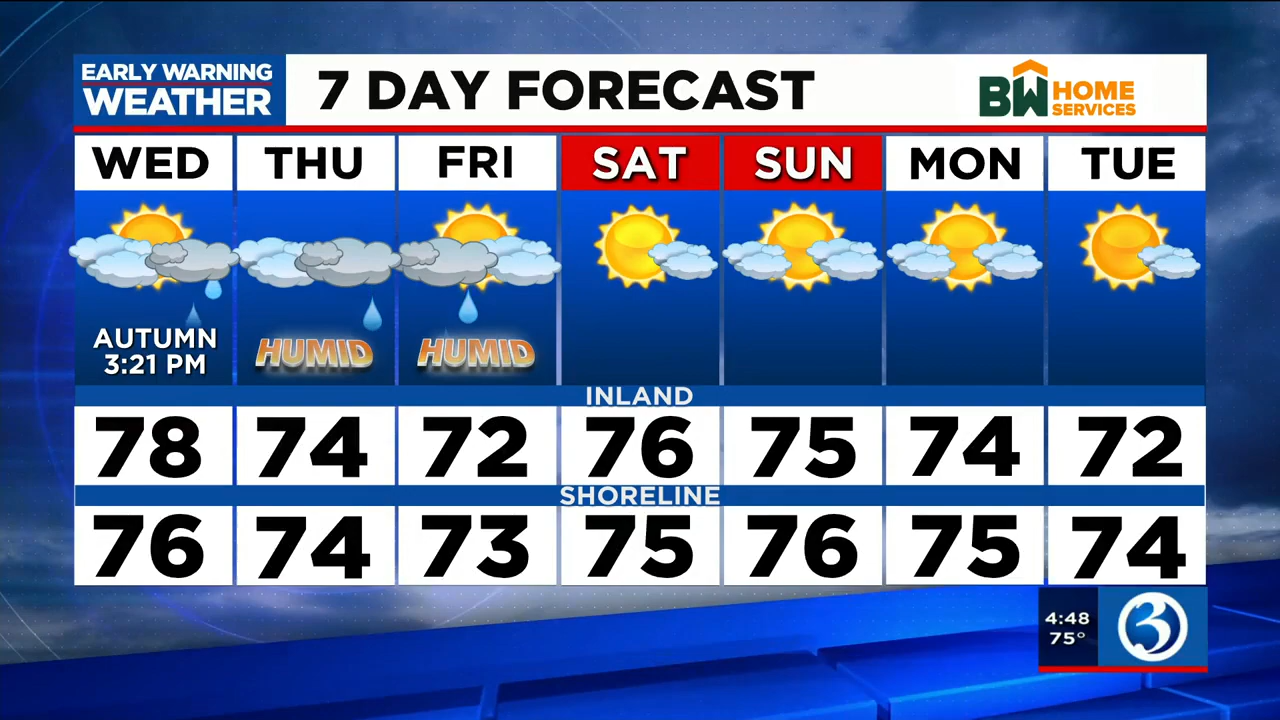 EARLY WARNING
WEATHER
7 DAY FORECAST
BW HOME
SERVICES
WED THU FRI SAT SUN MON TUE
AUTUMN
3:21 PM
HUMID HUMID
INLAND
78 74 72 76 75 74 72
SHORELINE
76 74 73 75 76 75 74
4:48
75°
3